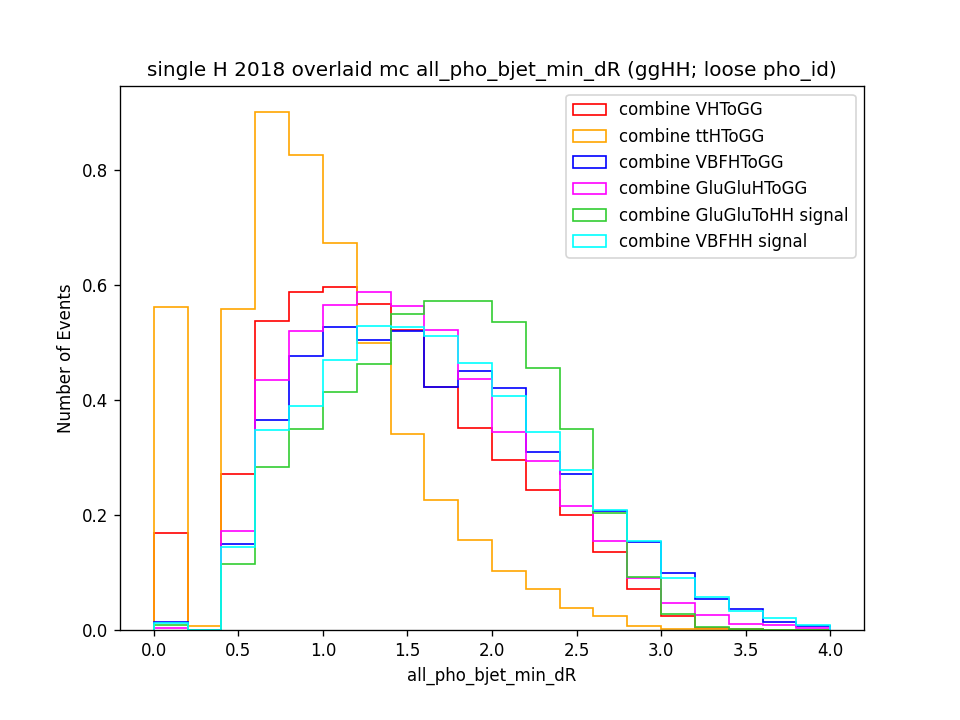 single H 2018 overlaid mc all_pho_bjet_min_dR (ggHH; loose pho_id)
combine VHToGG
combine ttHToGG
combine VBFHToGG
combine GluGluHToGG
combine GluGluToHH signal
combine VBFHH signal
Number of Events
0.8
0.6
0.4
0.2
0.0
0.0 0.5 1.0 1.5 2.0 2.5 3.0 3.5 4.0
all_pho_bjet_min_dR